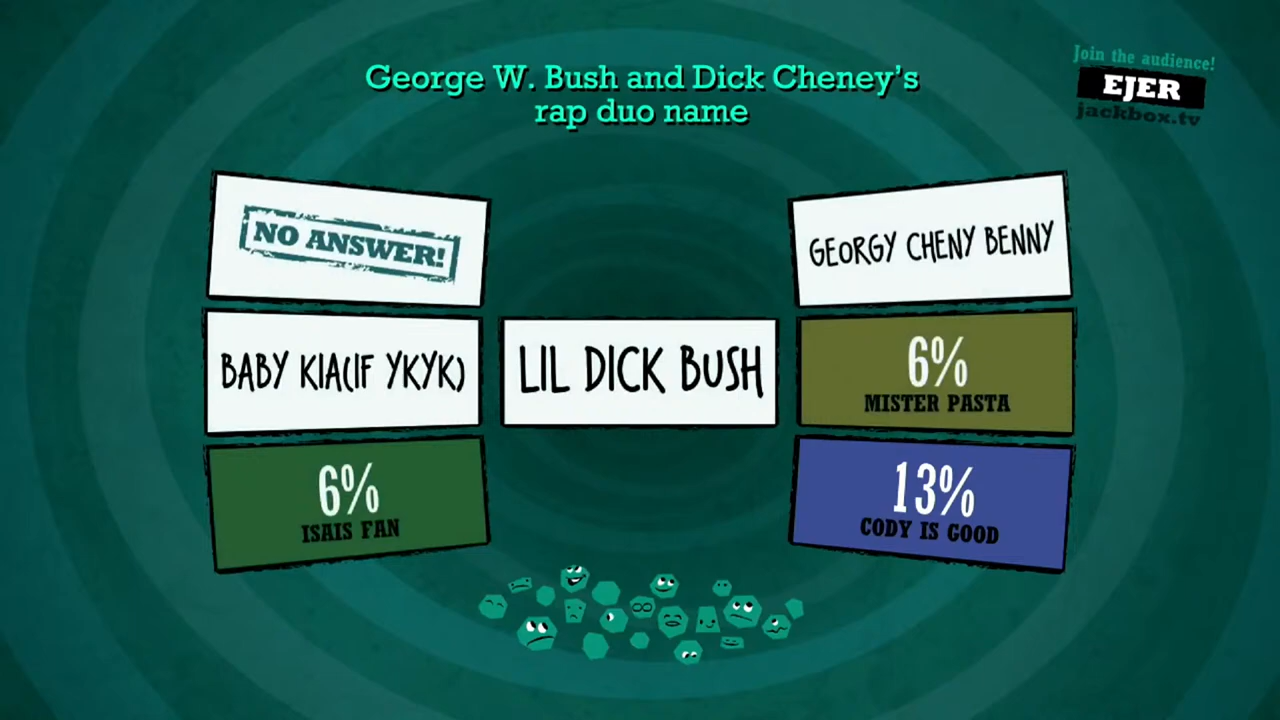 George W. Bush and Dick Cheney's
rap duo name
Join the audience!
EJER
jackbox.tv
NO ANSWER!
GEORGY CHENY BENNY
BABY KIA(IF YKYK)
LIL DICK BUSH
6%
MISTER PASTA
6%
ISAIS FAN
13%
CODY IS GOOD